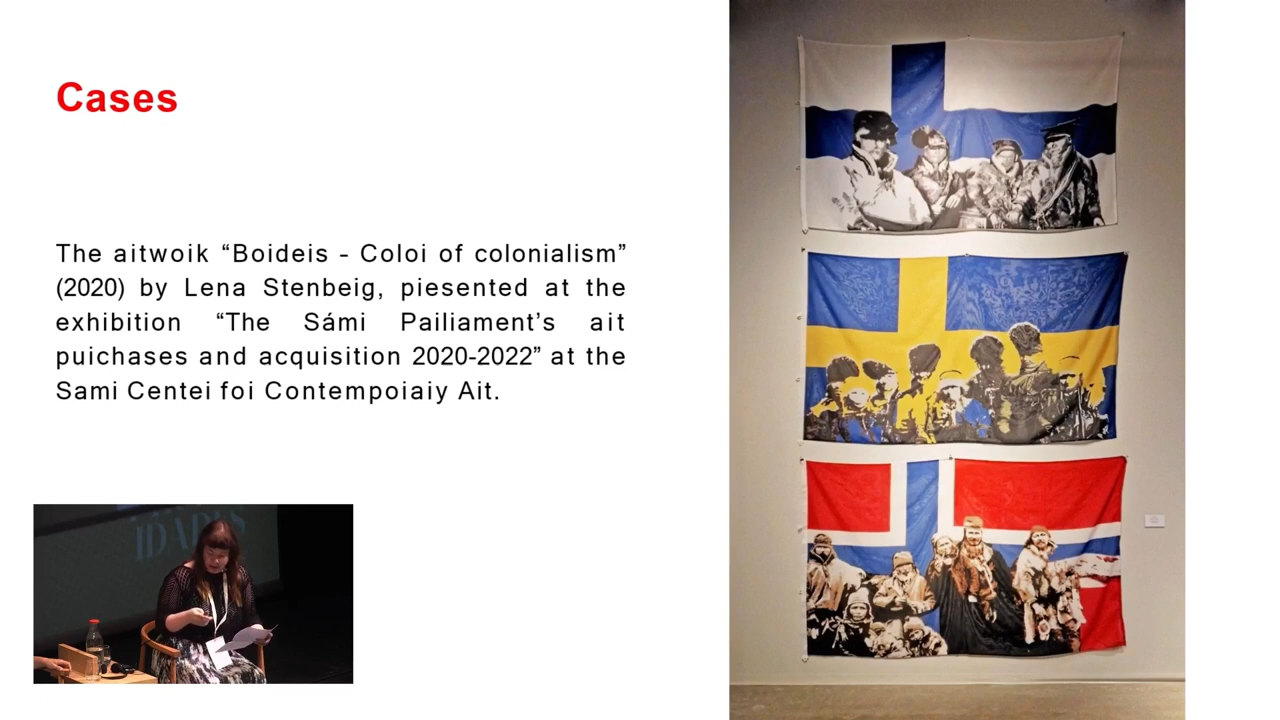 Cases
The aitwoik “Boideis - Coloi of colonialism”
(2020) by Lena Stenbeig, piesented at the
exhibition “The Sámi Pailiament’s ait
puichases and acquisition 2020-2022” at the
Sami Centei foi Contempoiaiy Ait.